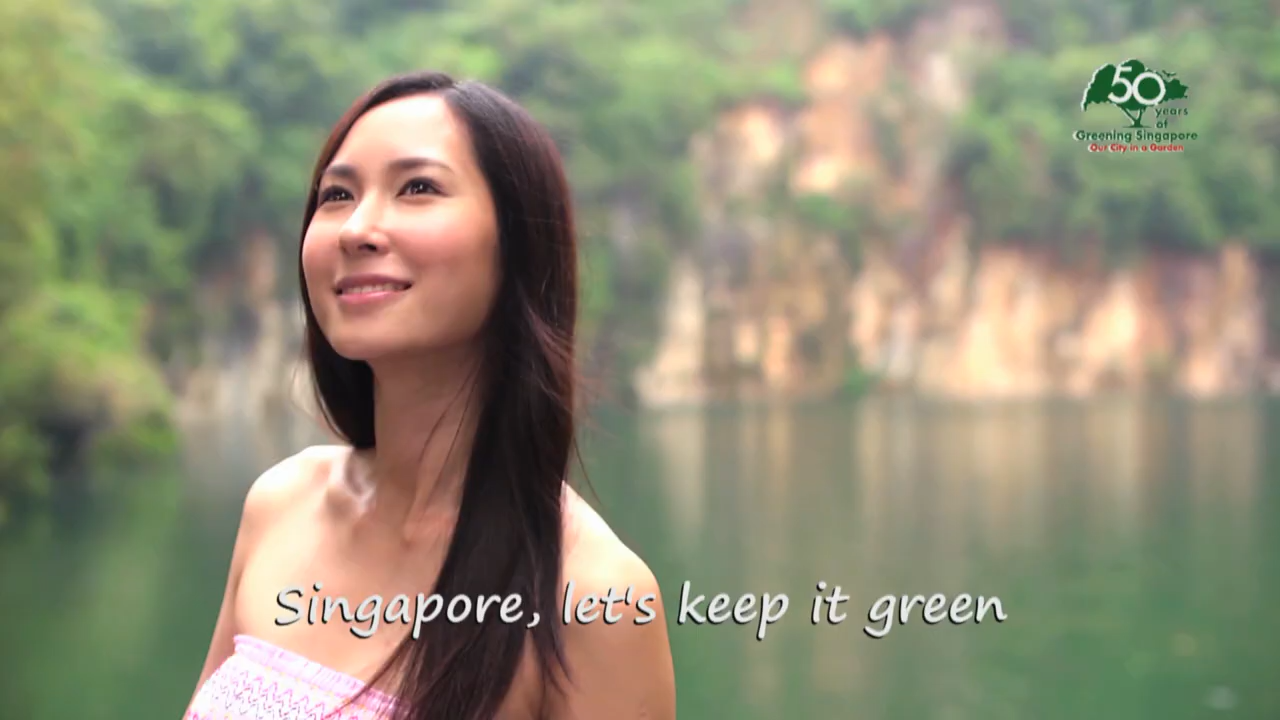 50
years
of
Greening Singapore
Our City in a Garden
Singapore, let's keep it green